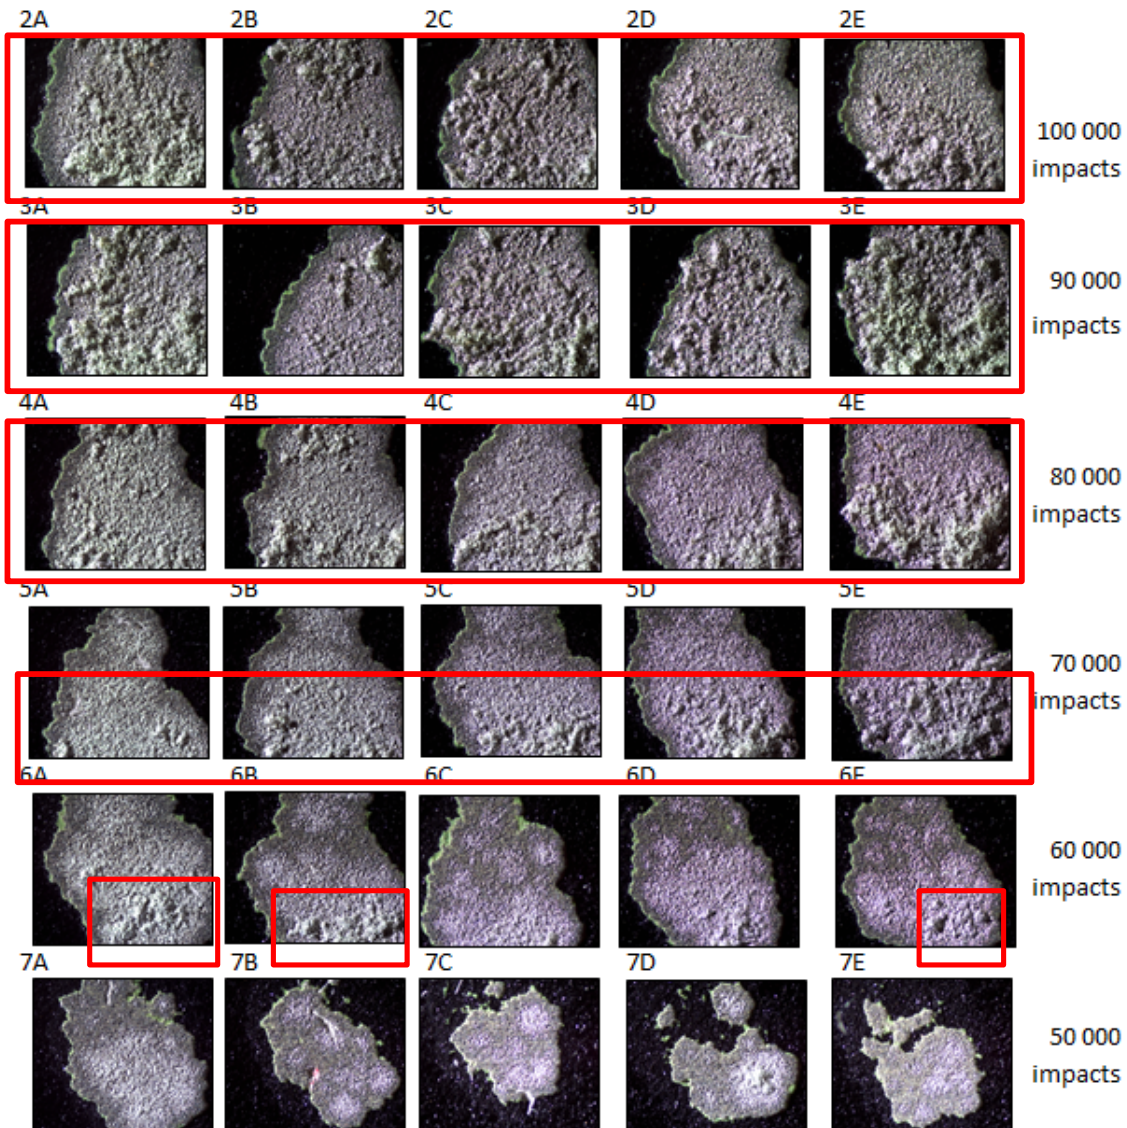 2A 2B 2C 2D 2E
100 000
impacts
3A 3B 3C 3D 3E
90 000
impacts
4A 4B 4C 4D 4E
80 000
impacts
5A 5B 5C 5D 5E
70 000
impacts
6A 6B 6C 6D 6E
60 000
impacts
7A 7B 7C 7D 7E
50 000
impacts